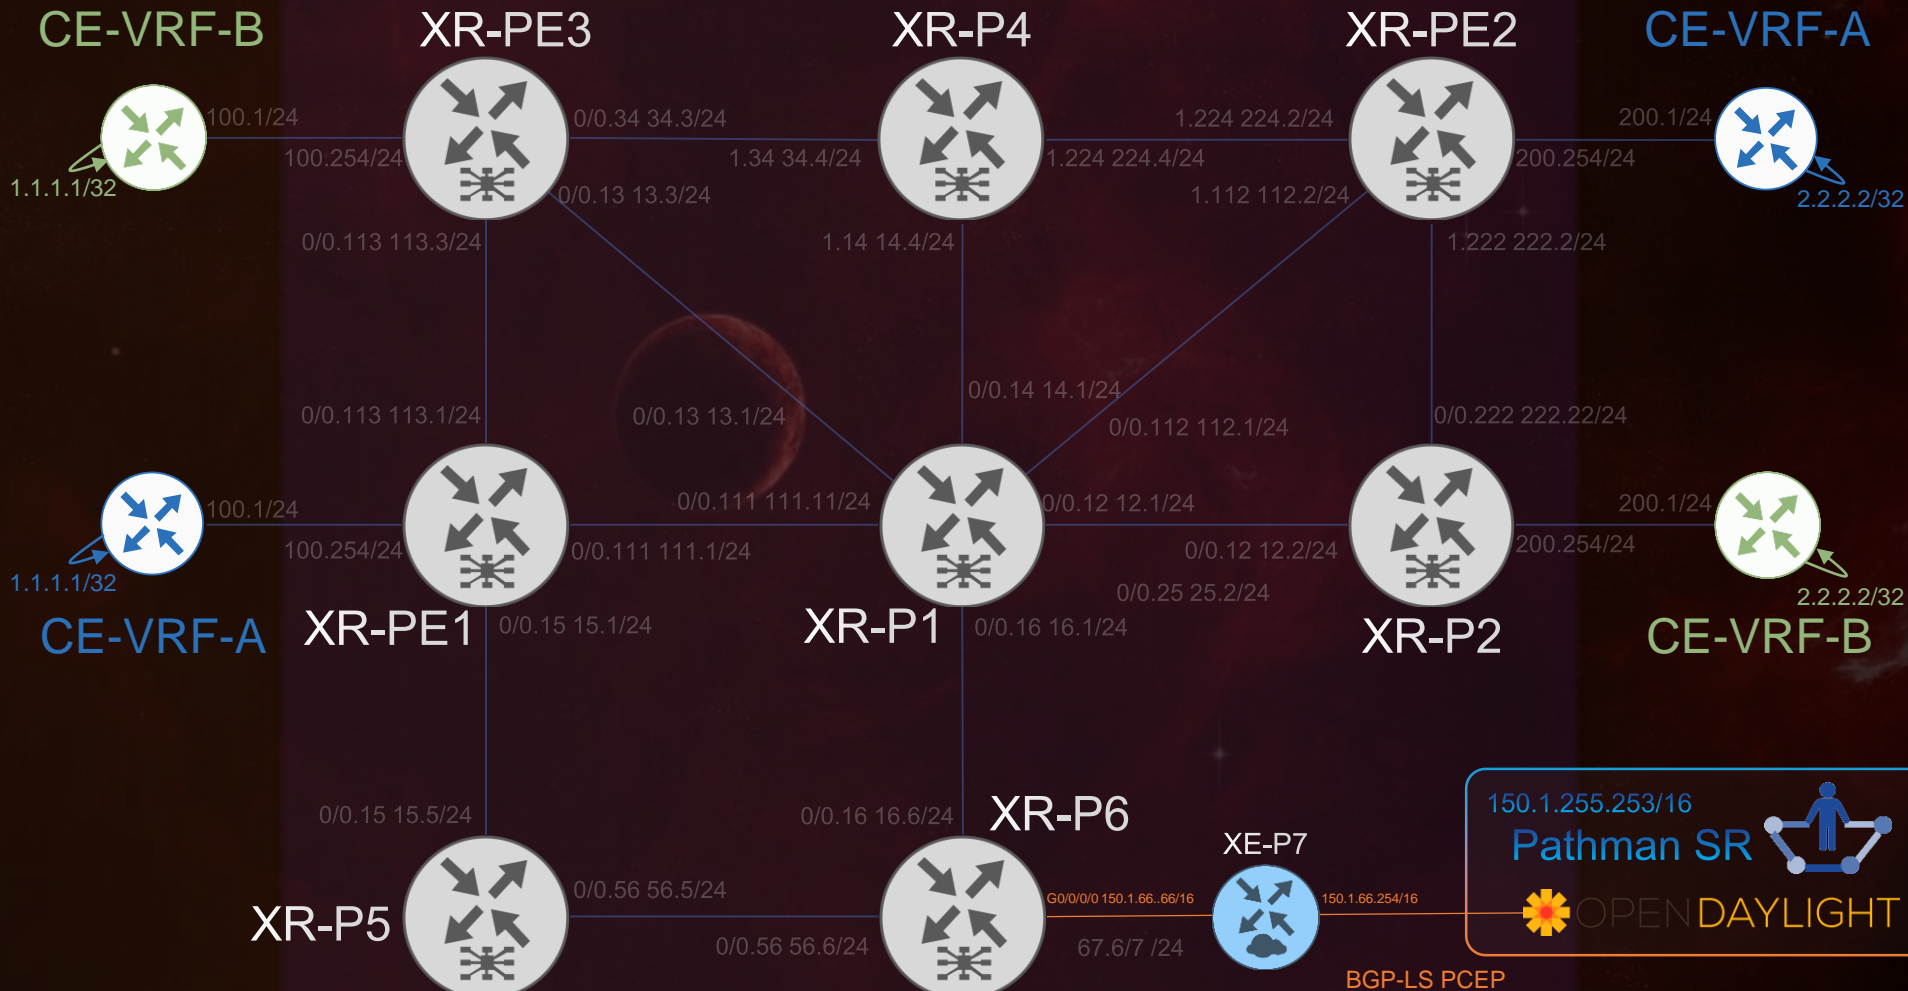 CE-VRF-B
XR-PE3
XR-P4
XR-PE2
CE-VRF-A
100.1/24
0/0.34 34.3/24
1.224 224.2/24
200.1/24
100.254/24
1.34 34.4/24
1.224 224.4/24
200.254/24
1.1.1.1/32
0/0.13 13.3/24
1.112 112.2/24
2.2.2.2/32
0/0.113 113.3/24
1.14 14.4/24
1.222 222.2/24
0/0.14 14.1/24
0/0.113 113.1/24
0/0.13 13.1/24
0/0.112 112.1/24
0/0.222 222.22/24
100.1/24
0/0.111 111.11/24
0/0.12 12.1/24
200.1/24
100.254/24
0/0.111 111.1/24
0/0.12 12.2/24
200.254/24
1.1.1.1/32
0/0.25 25.2/24
2.2.2.2/32
CE-VRF-A
XR-PE1
0/0.15 15.1/24
XR-P1
0/0.16 16.1/24
XR-P2
CE-VRF-B
0/0.15 15.5/24
0/0.16 16.6/24
XR-P6
XE-P7
150.1.255.253/16
Pathman SR
XR-P5
0/0.56 56.5/24
G0/0/0/0 150.1.66..66/16
150.1.66.254/16
OPENDAYLIGHT
0/0.56 56.6/24
67.6/7 /24
BGP-LS PCEP